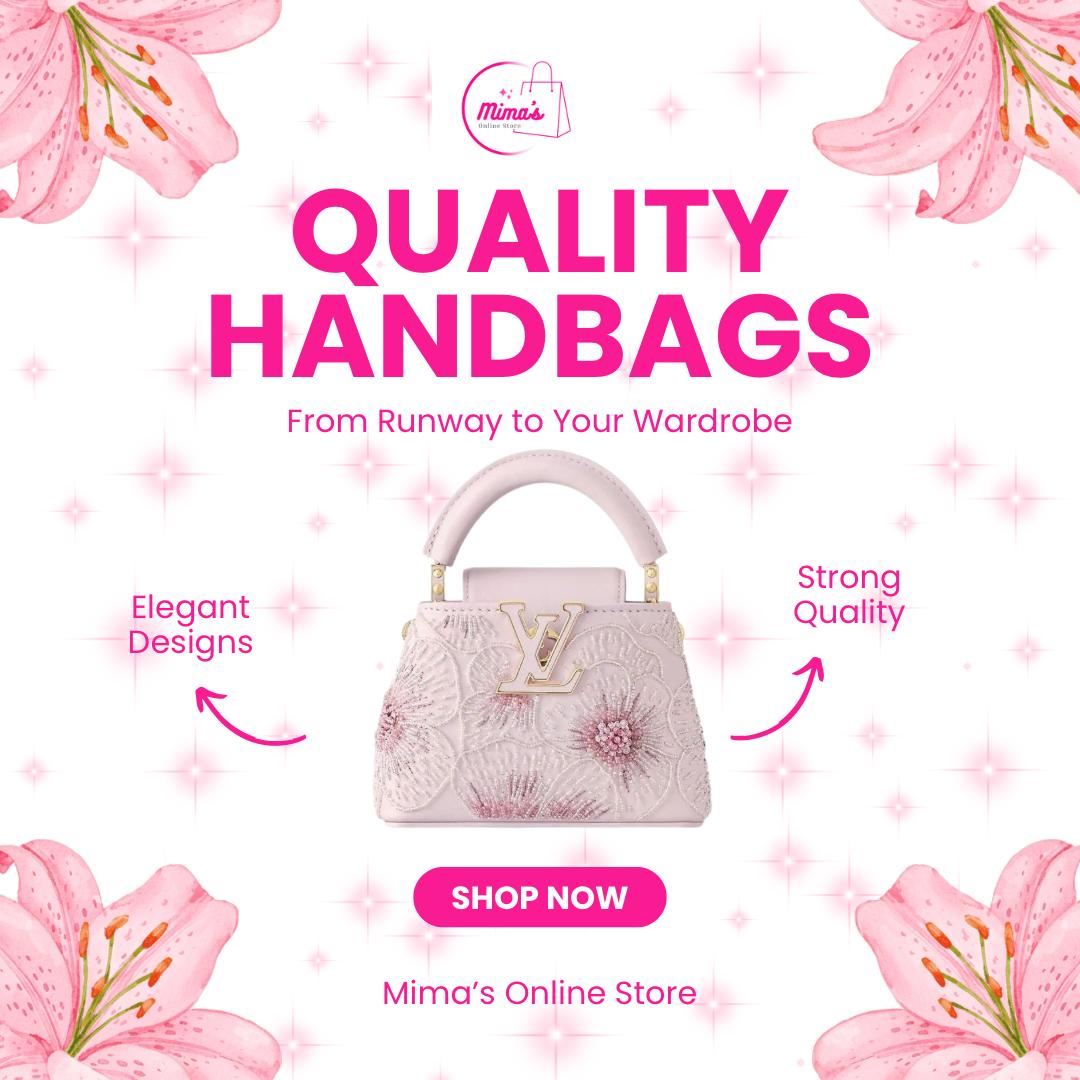 Mima's
Online Store
QUALITY
HANDBAGS
From Runway to Your Wardrobe
Elegant
Designs
Strong
Quality
LV
SHOP NOW
Mima’s Online Store